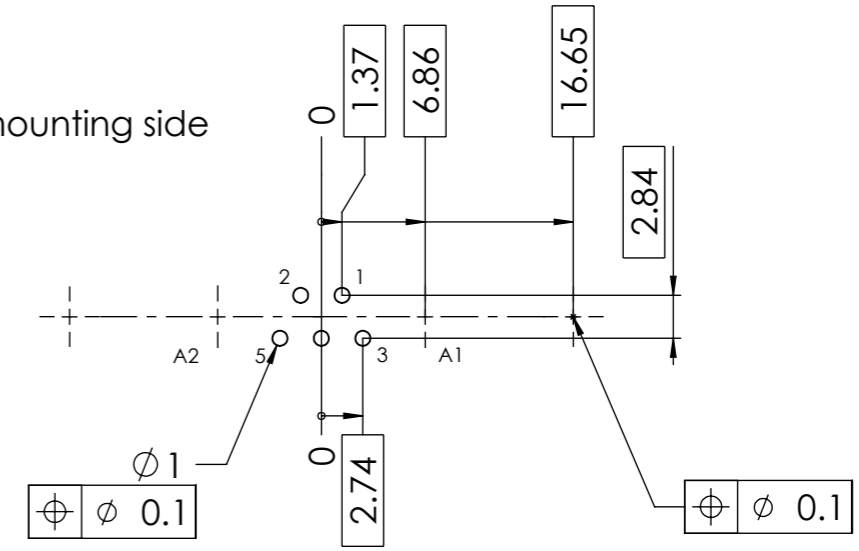 1.37
6.86
16.65
0
nounting side
2.84
2
1
A2
5
3
A1
0
2.74
∅1
⌖ ∅ 0.1
⌖ ∅ 0.1